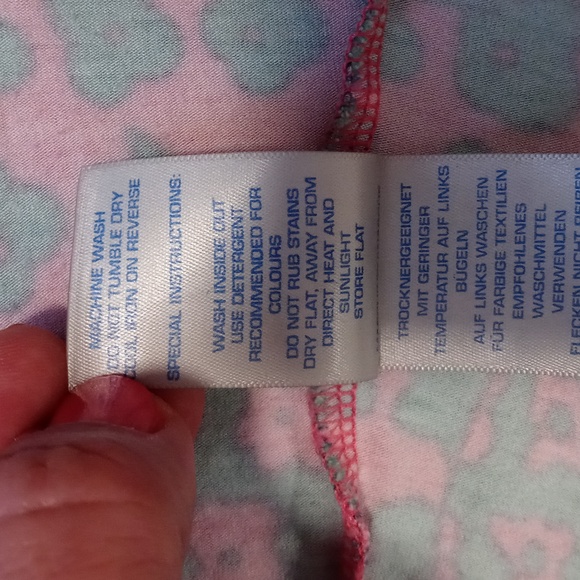 MACHINE WASH
DO NOT TUMBLE DRY
COOL IRON ON REVERSE
SPECIAL INSTRUCTIONS:
WASH INSIDE OUT
USE DETERGENT
RECOMMENDED FOR
COLOURS
DO NOT RUB STAINS
DRY FLAT, AWAY FROM
DIRECT HEAT AND
SUNLIGHT
STORE FLAT
TROCKNERGEEIGNET
MIT GERINGER
TEMPERATUR AUF LINKS
BÜGELN
AUF LINKS WASCHEN
FÜR FARBIGE TEXTILIEN
EMPFOHLENES
WASCHMITTEL
VERWENDEN
FLECKEN NICHT